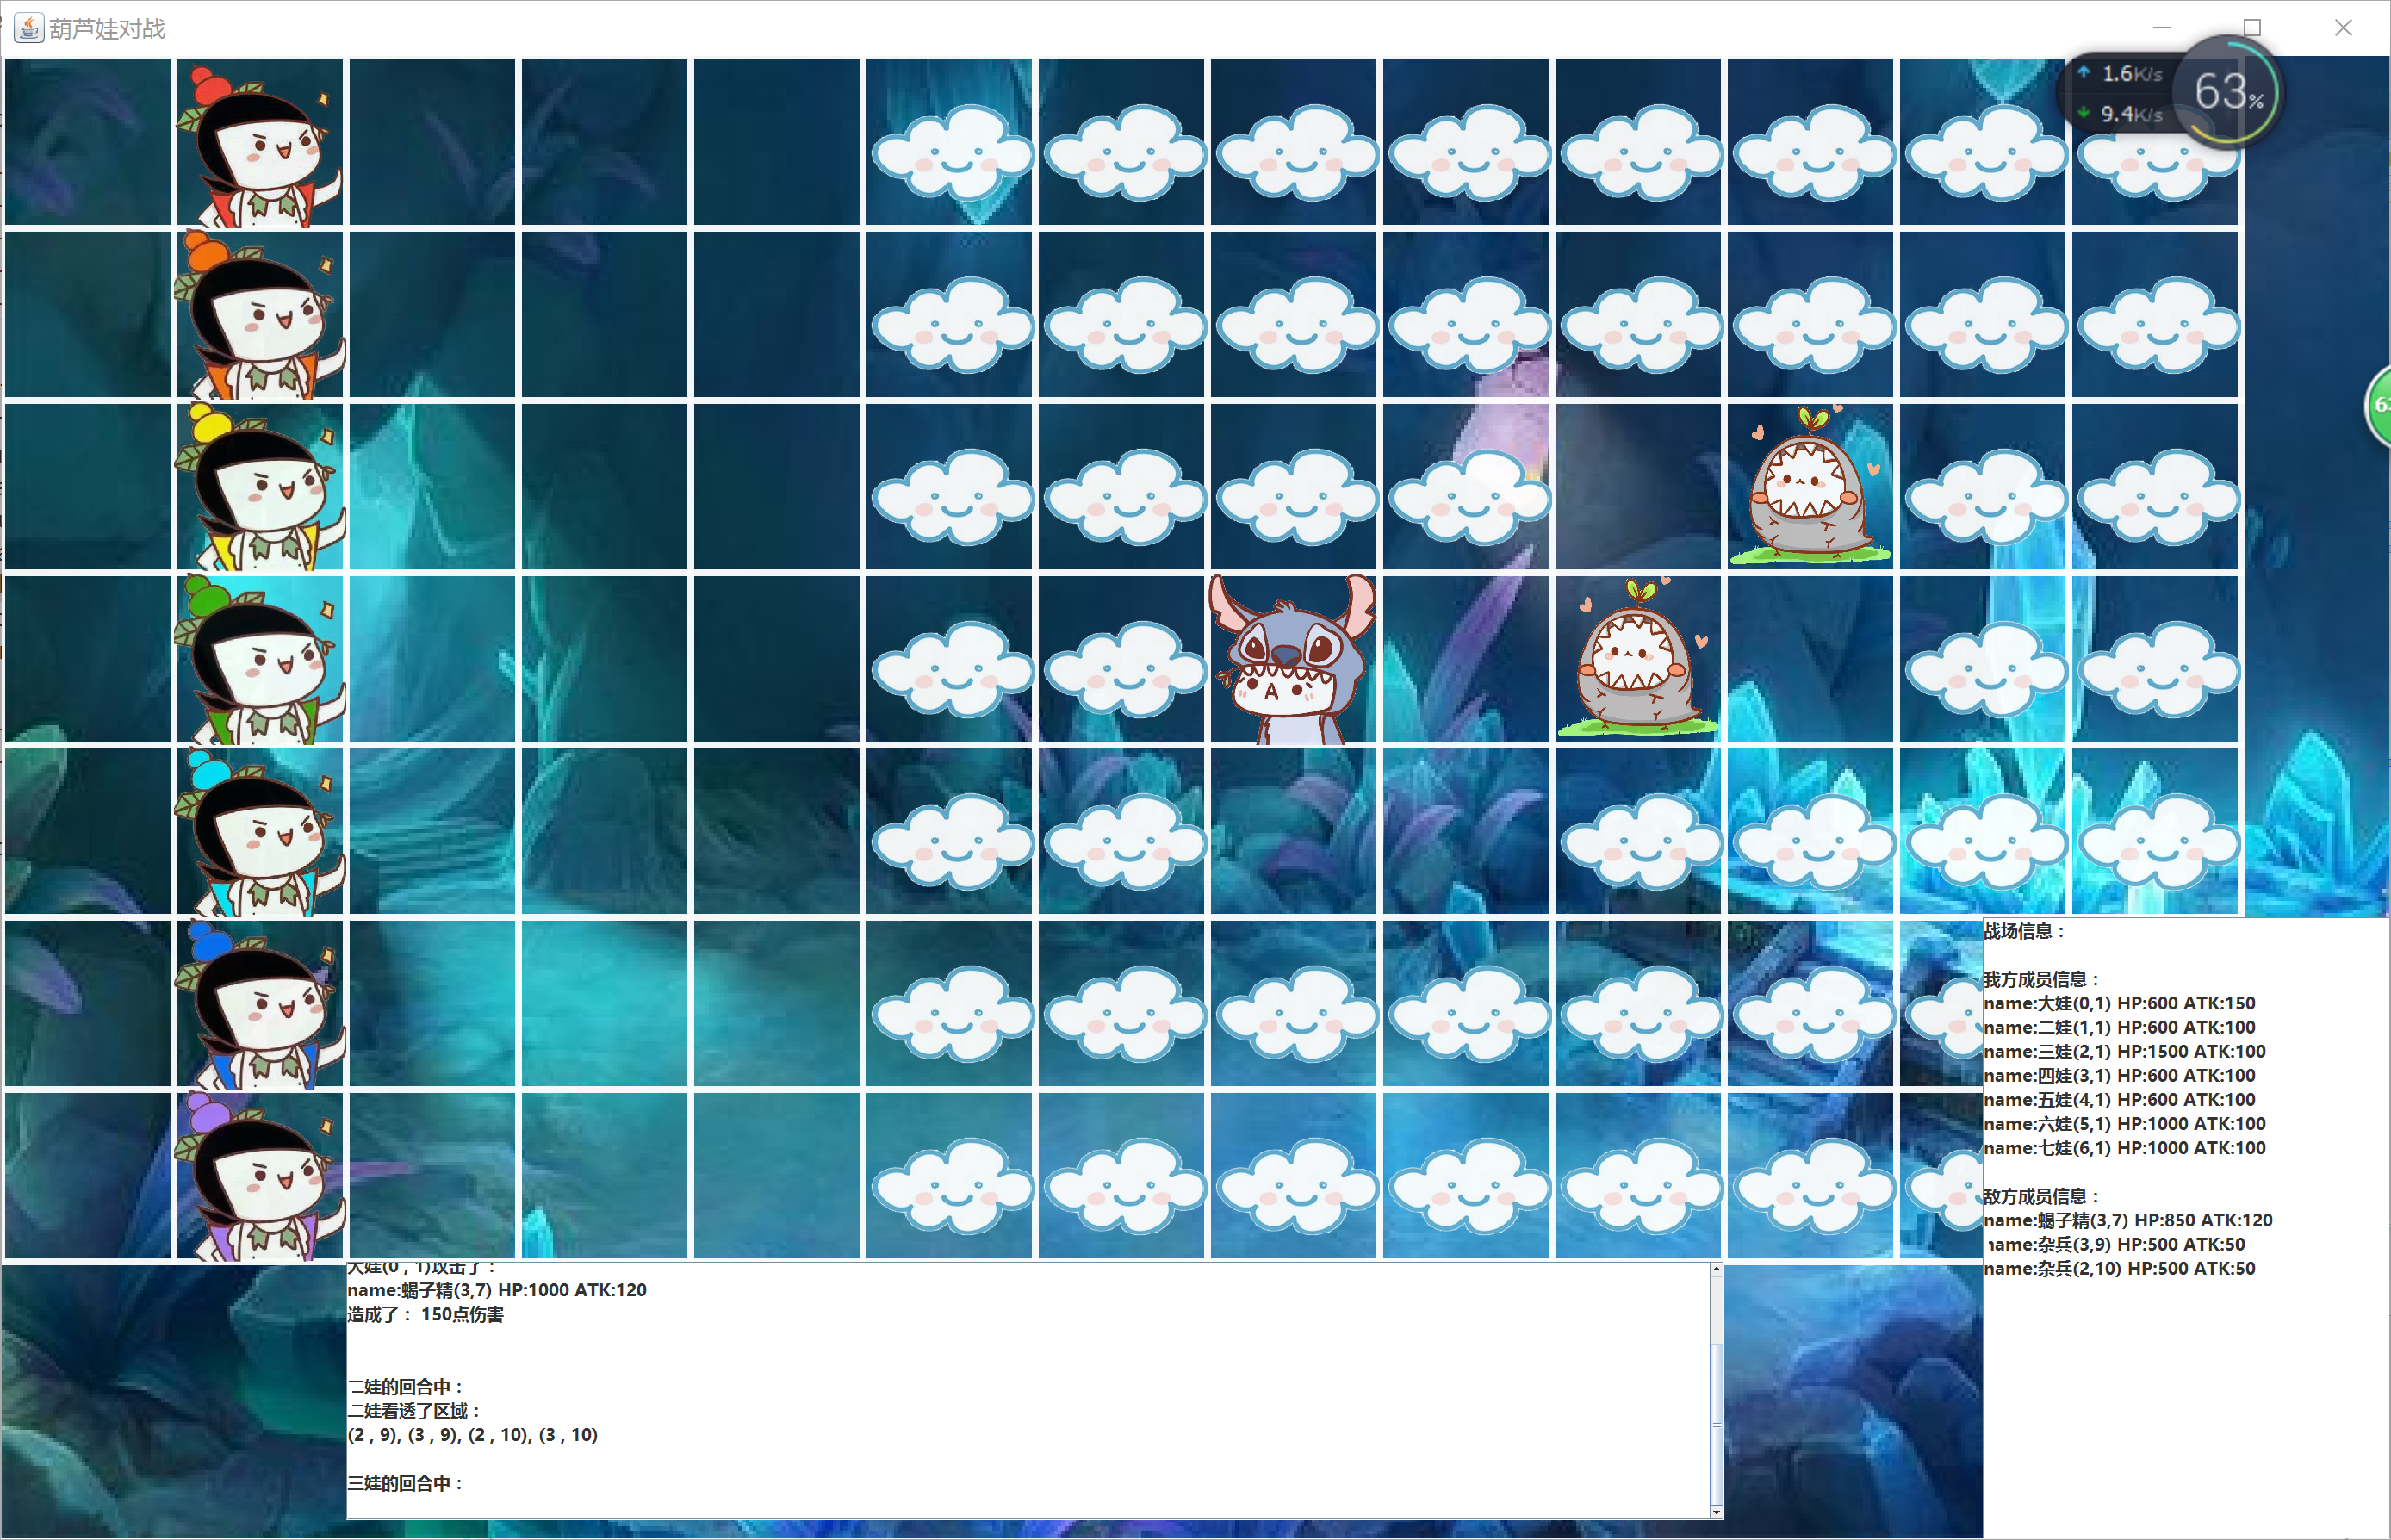 葫芦娃对战
1.6K/s
9.4K/s
63%
63
战场信息：
我方成员信息：
name:大娃(0,1) HP:600 ATK:150
name:二娃(1,1) HP:600 ATK:100
name:三娃(2,1) HP:1500 ATK:100
name:四娃(3,1) HP:600 ATK:100
name:五娃(4,1) HP:600 ATK:100
name:六娃(5,1) HP:1000 ATK:100
name:七娃(6,1) HP:1000 ATK:100
敌方成员信息：
name:蝎子精(3,7) HP:850 ATK:120
name:杂兵(3,9) HP:500 ATK:50
name:杂兵(2,10) HP:500 ATK:50
大娃(0 , 1)攻击了：
name:蝎子精(3,7) HP:1000 ATK:120
造成了： 150点伤害
二娃的回合中：
二娃看透了区域：
(2 , 9), (3 , 9), (2 , 10), (3 , 10)
三娃的回合中：